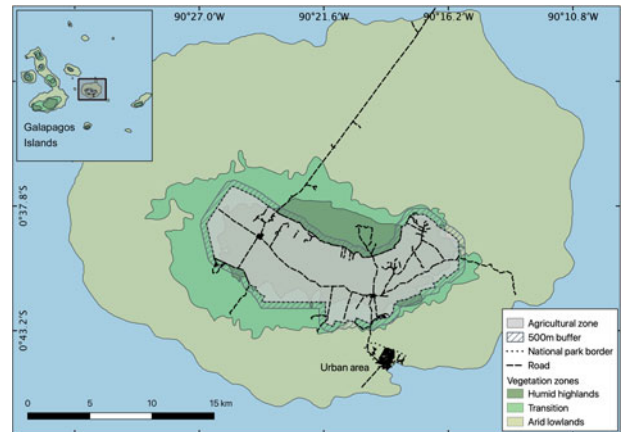 90°27.0'W 90°21.6'W 90°16.2'W 90°10.8'W
Galapagos
Islands
0°37.8'S
0°43.2'S
Urban area
0 5 10 15 km
Agricultural zone
500m buffer
National park border
Road
Vegetation zones
Humid highlands
Transition
Arid lowlands